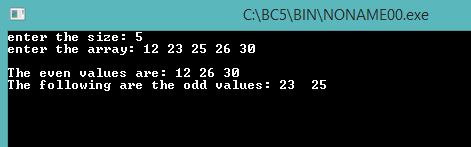 C:\BC5\BIN\NONAME00.exe
enter the size: 5
enter the array: 12 23 25 26 30
The even values are: 12 26 30
The following are the odd values: 23  25